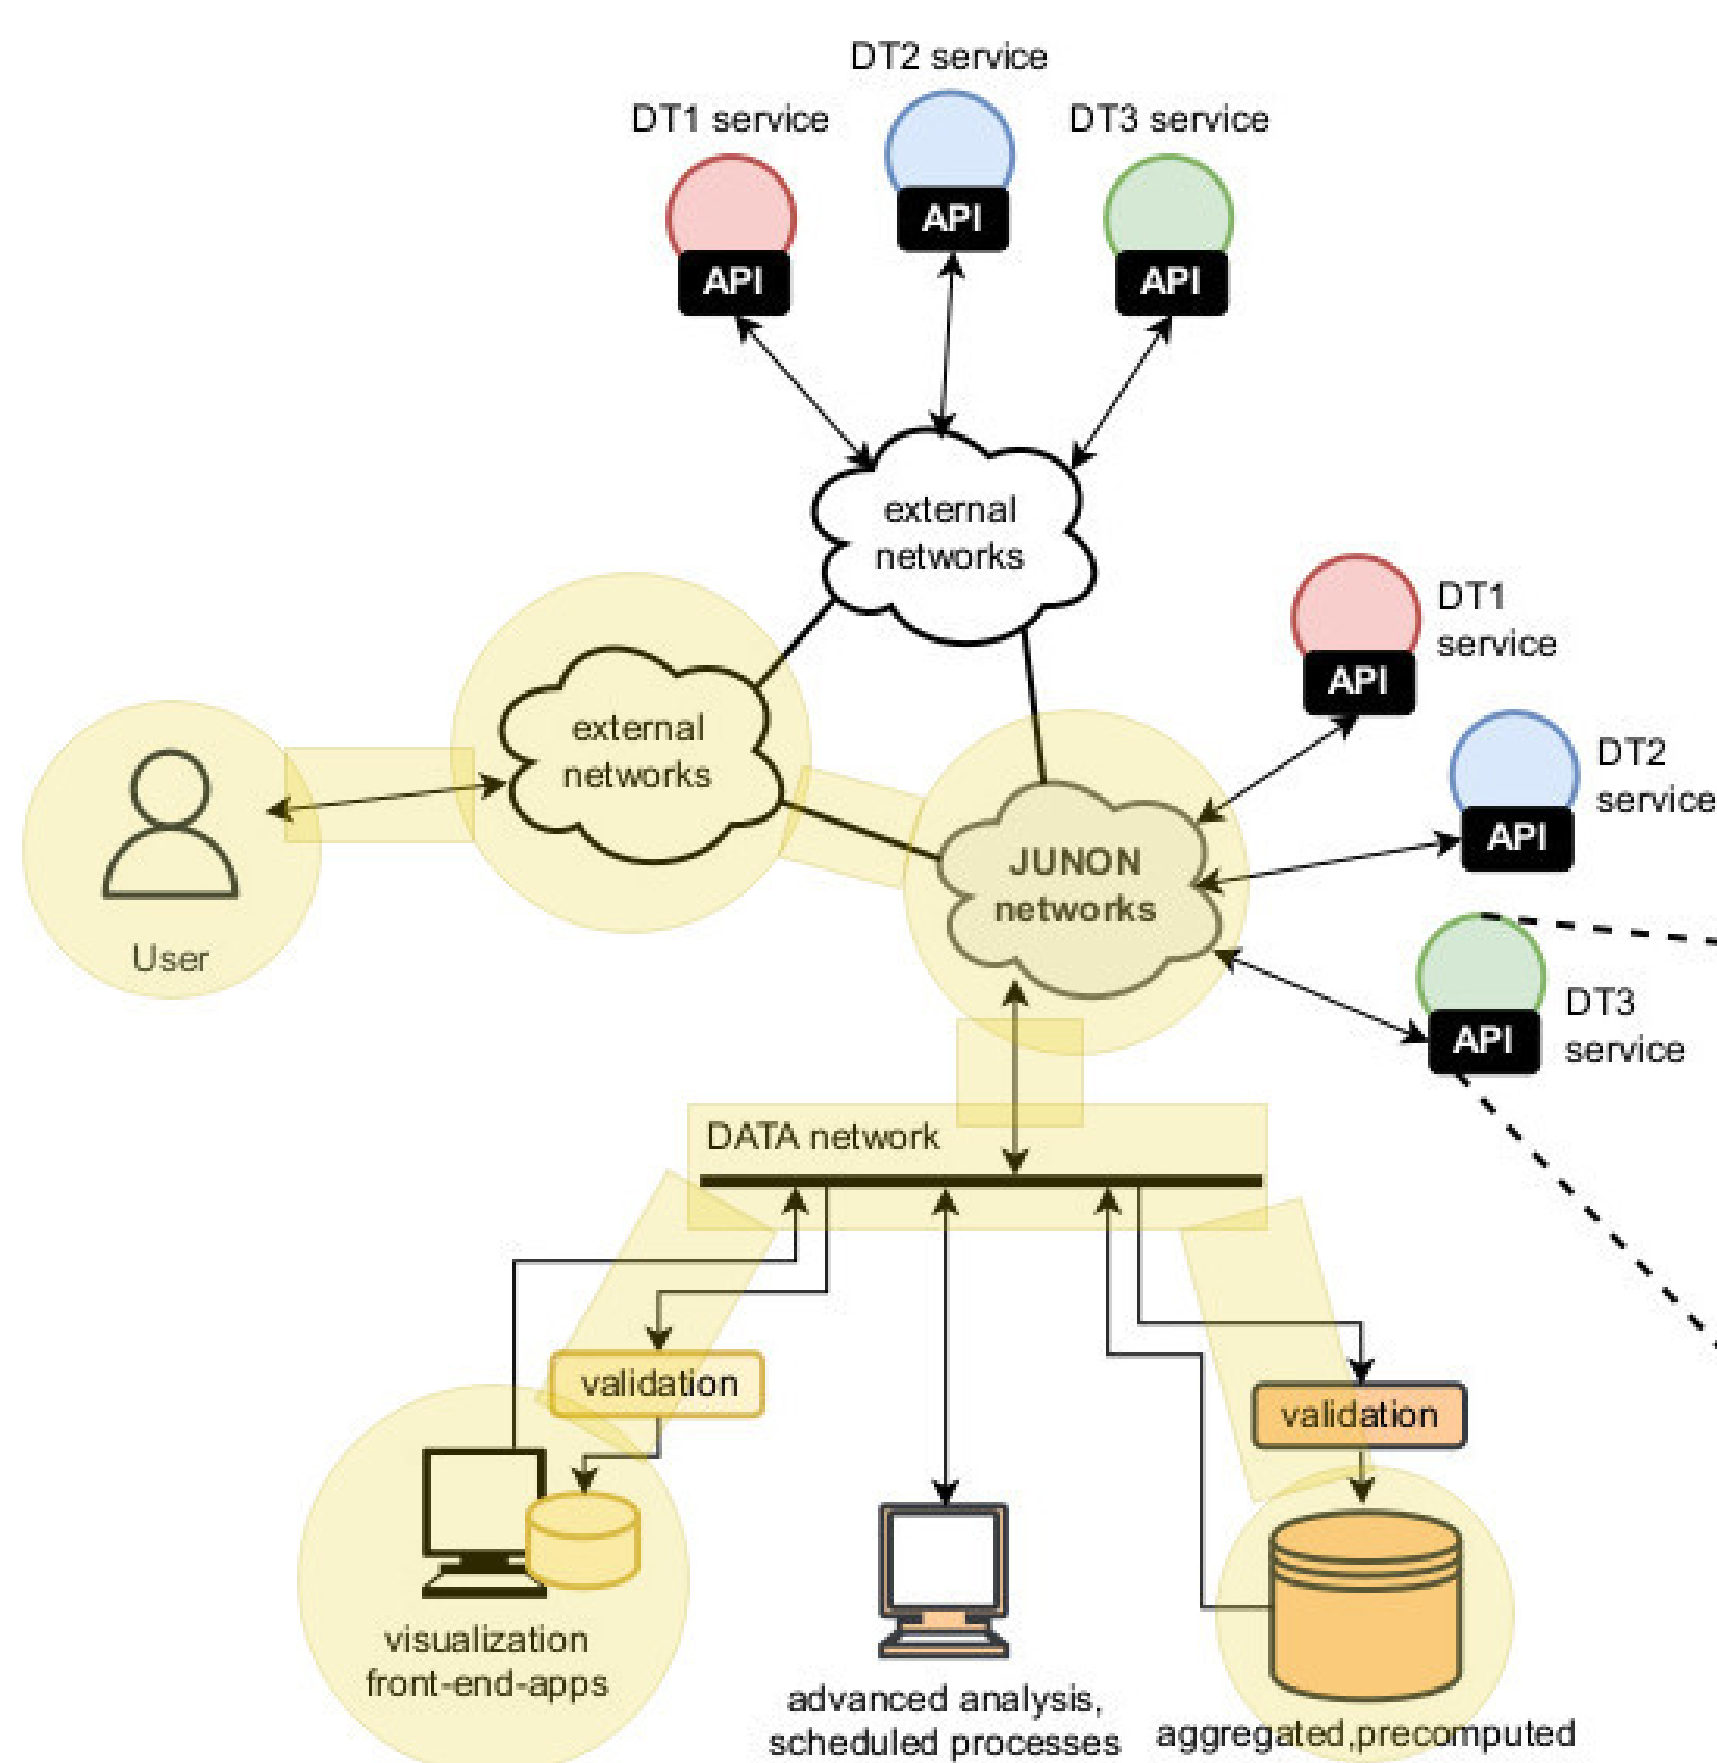 DT2 service
DT1 service
DT3 service
API
API
API
external
networks
DT1
service
API
external
networks
DT2
service
API
JUNON
networks
User
DT3
service
API
DATA network
validation
validation
visualization
front-end-apps
advanced analysis,
scheduled processes
aggregated,precomputed